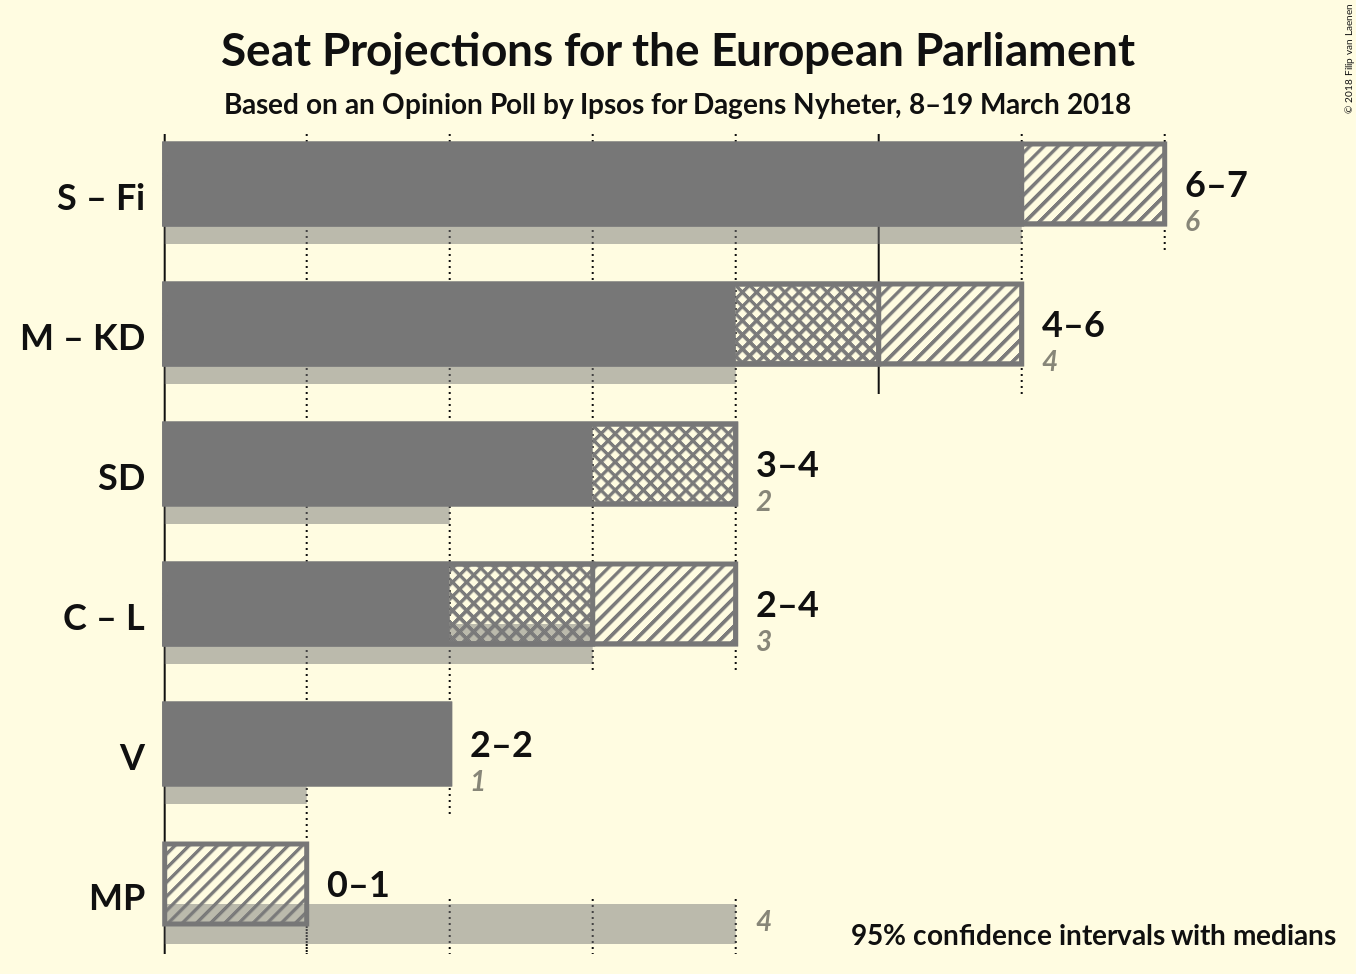 Seat Projections for the European Parliament
Based on an Opinion Poll by Ipsos for Dagens Nyheter, 8–19 March 2018
© 2018 Filip van Laenen
S – Fi
6–7
6
M – KD
4–6
4
SD
3–4
2
C – L
2–4
3
V
2–2
1
MP
0–1
4
95% confidence intervals with medians